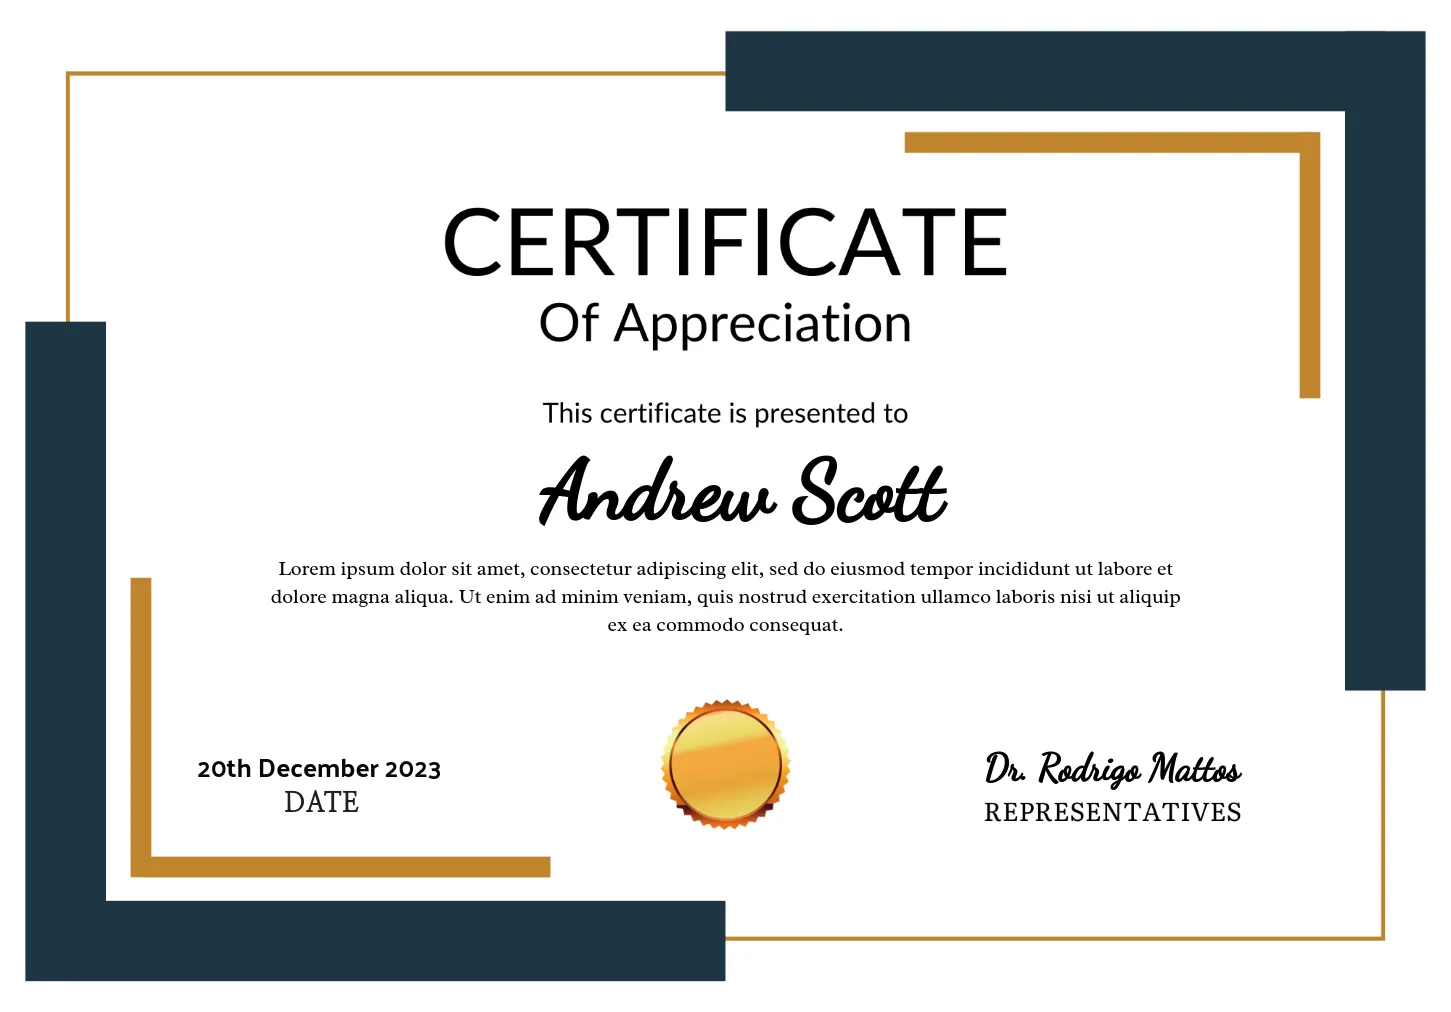 CERTIFICATE
Of Appreciation
This certificate is presented to
Andrew Scott
Lorem ipsum dolor sit amet, consectetur adipiscing elit, sed do eiusmod tempor incididunt ut labore et
dolore magna aliqua. Ut enim ad minim veniam, quis nostrud exercitation ullamco laboris nisi ut aliquip
ex ea commodo consequat.
20th December 2023
DATE
Dr. Rodrigo Mattos
REPRESENTATIVES